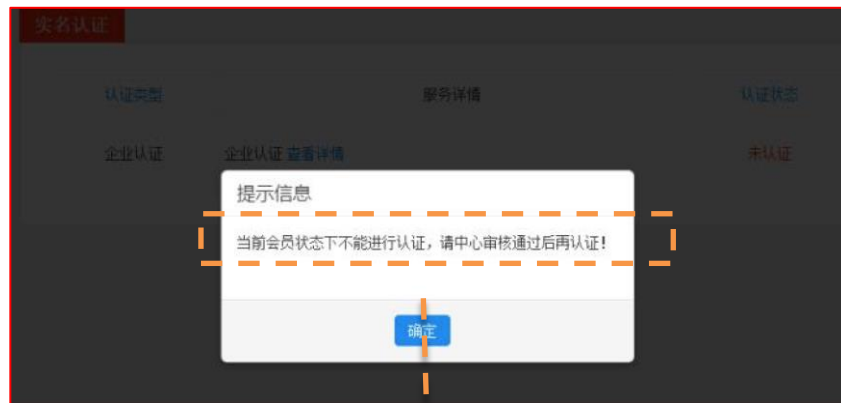 实名认证
认证类型 服务详情 认证状态
企业认证 企业认证 查看详情 未认证
提示信息
当前会员状态下不能进行认证，请中心审核通过后再认证！
确定